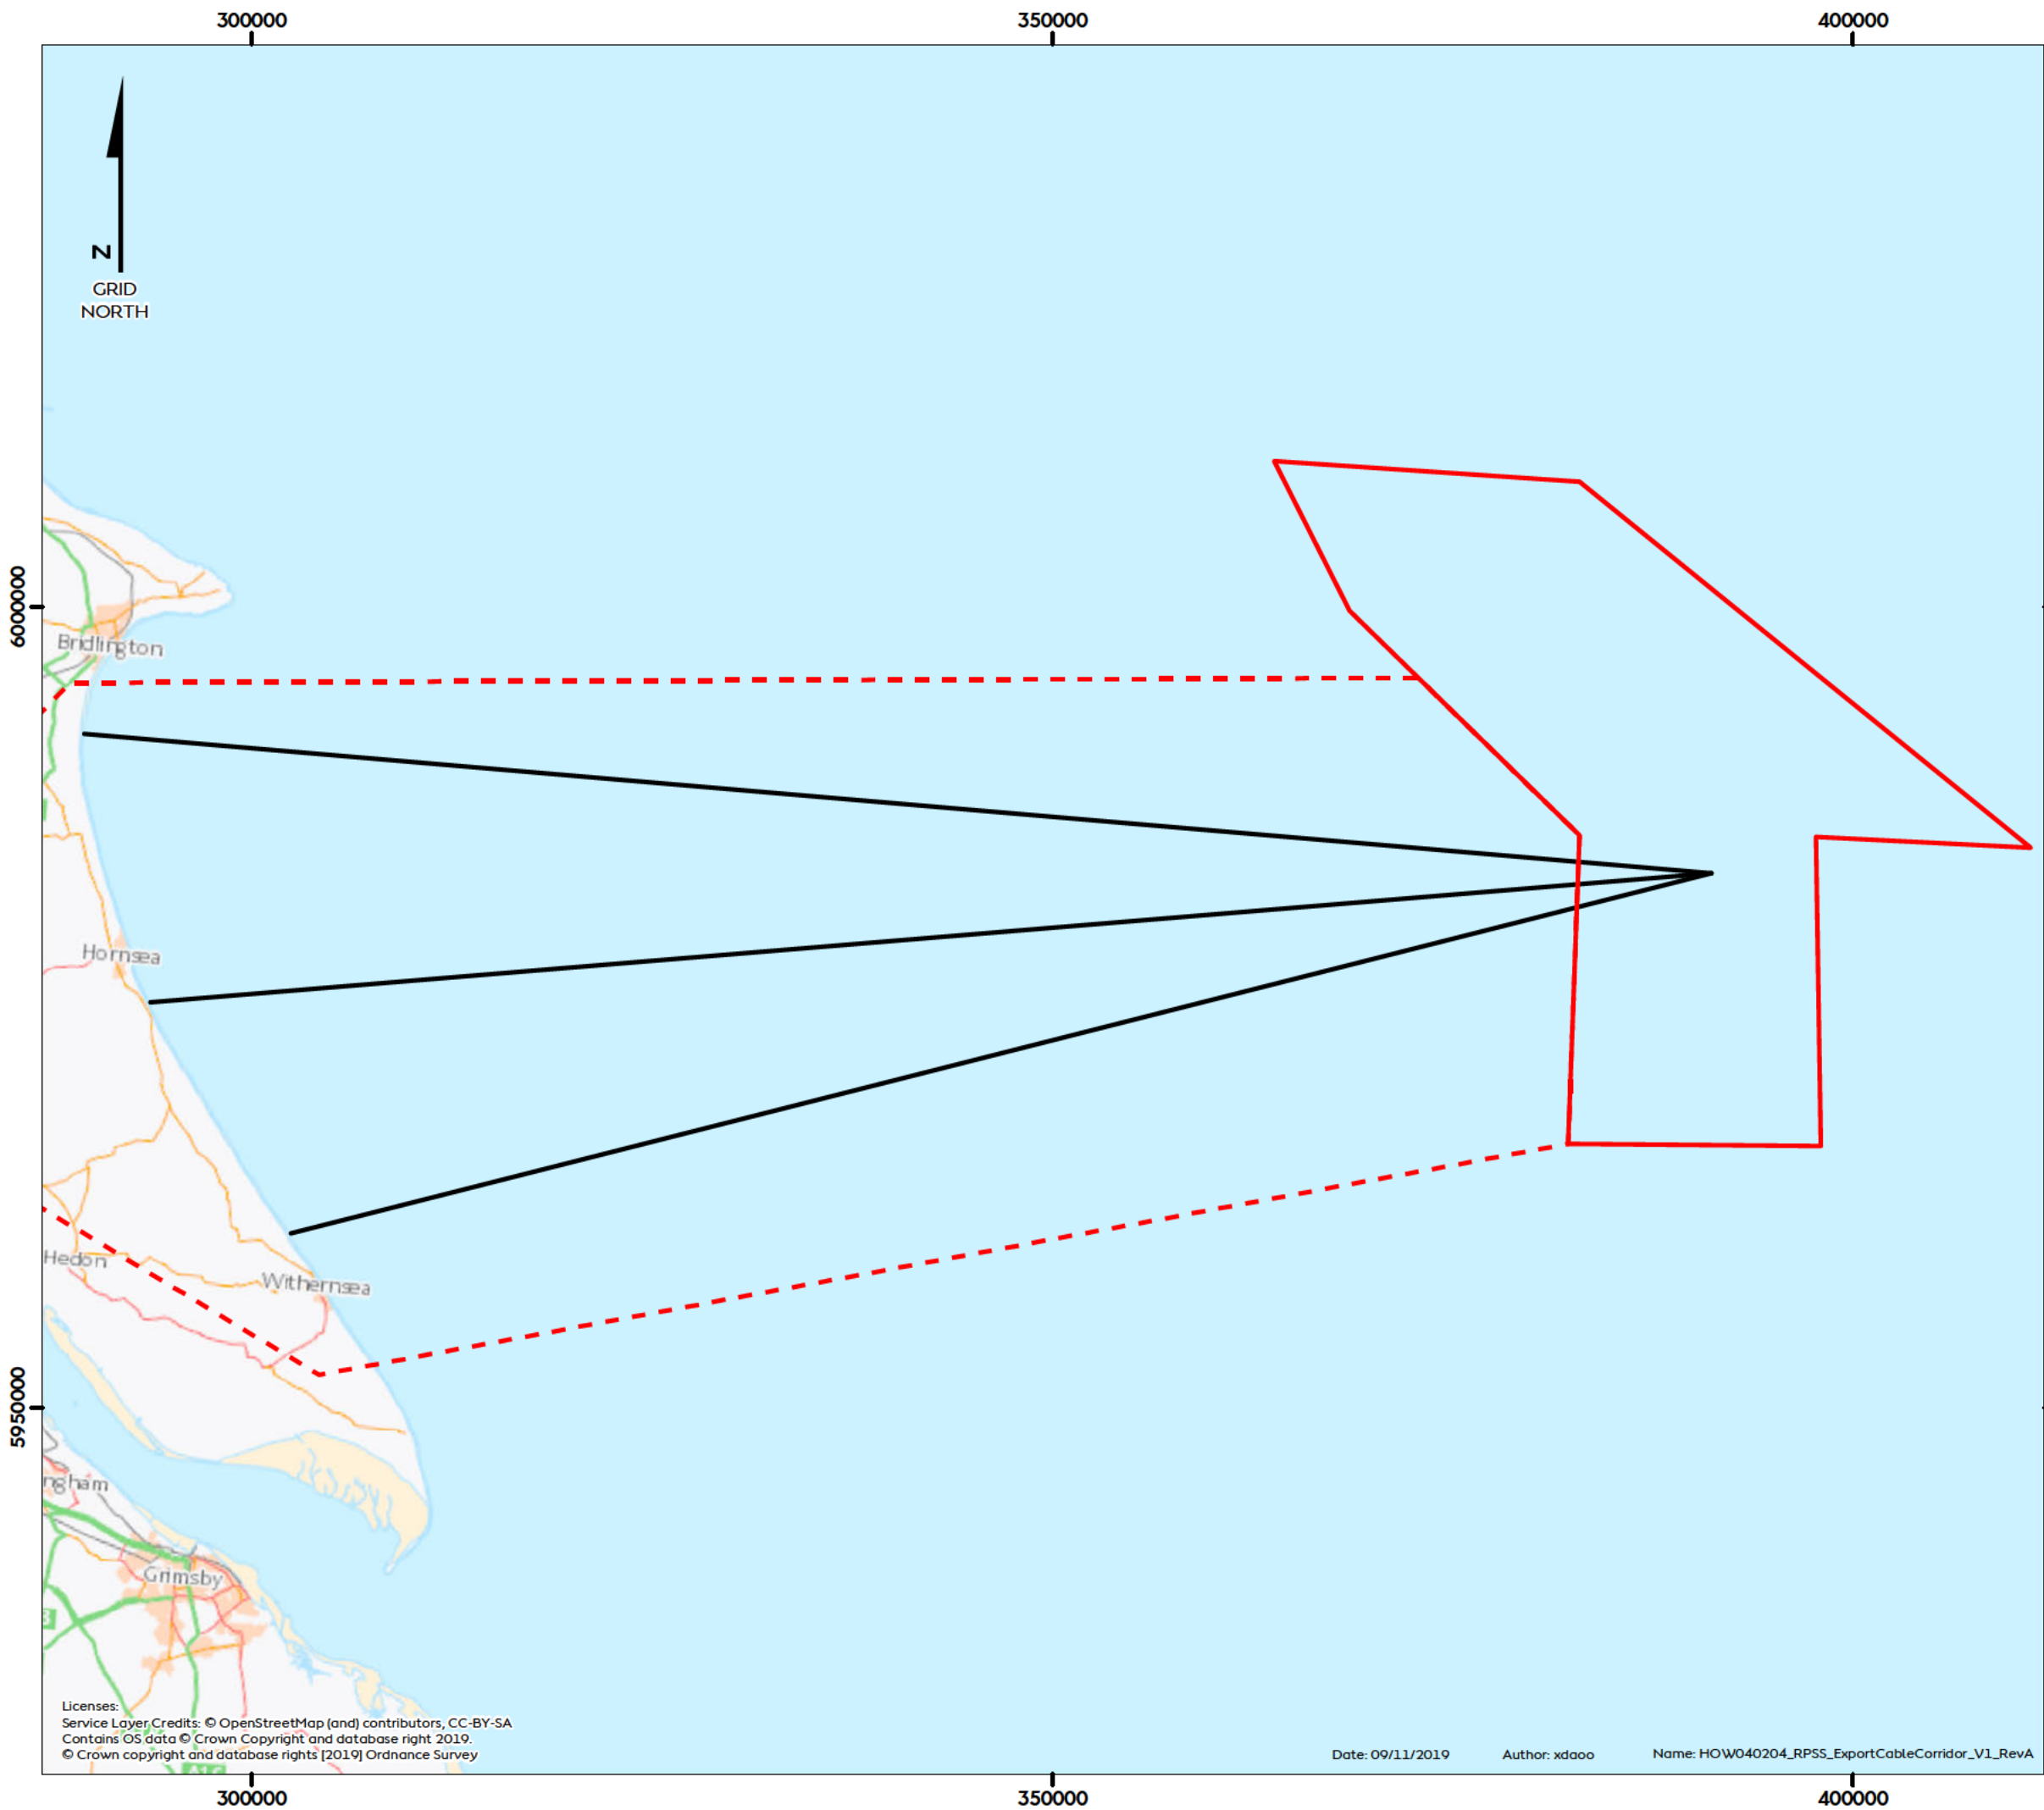 300000 350000 400000
N
GRID
NORTH
6000000
Bridlington
Hornsea
Hedon
Withernsea
5950000
ngham
Grimsby
Licenses:
Service Layer Credits: © OpenStreetMap (and) contributors, CC-BY-SA
Contains OS data © Crown Copyright and database right 2019.
© Crown copyright and database rights [2019] Ordnance Survey
Date: 09/11/2019 Author: xdaoo Name: HOW040204_RPSS_ExportCableCorridor_V1_RevA
300000 350000 400000